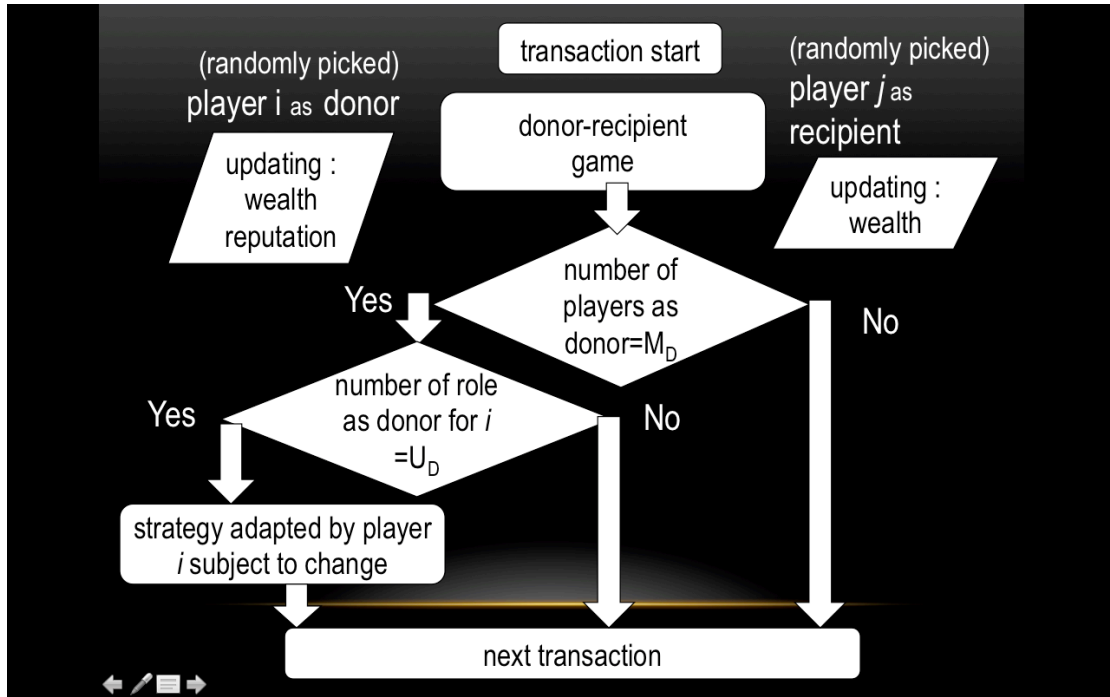 (randomly picked)
player i as donor
transaction start
(randomly picked)
player j as
recipient
donor-recipient
game
updating :
wealth
reputation
updating :
wealth
number of
players as
donor=MD
Yes
No
number of role
as donor for i
=UD
Yes
No
strategy adapted by player
i subject to change
next transaction